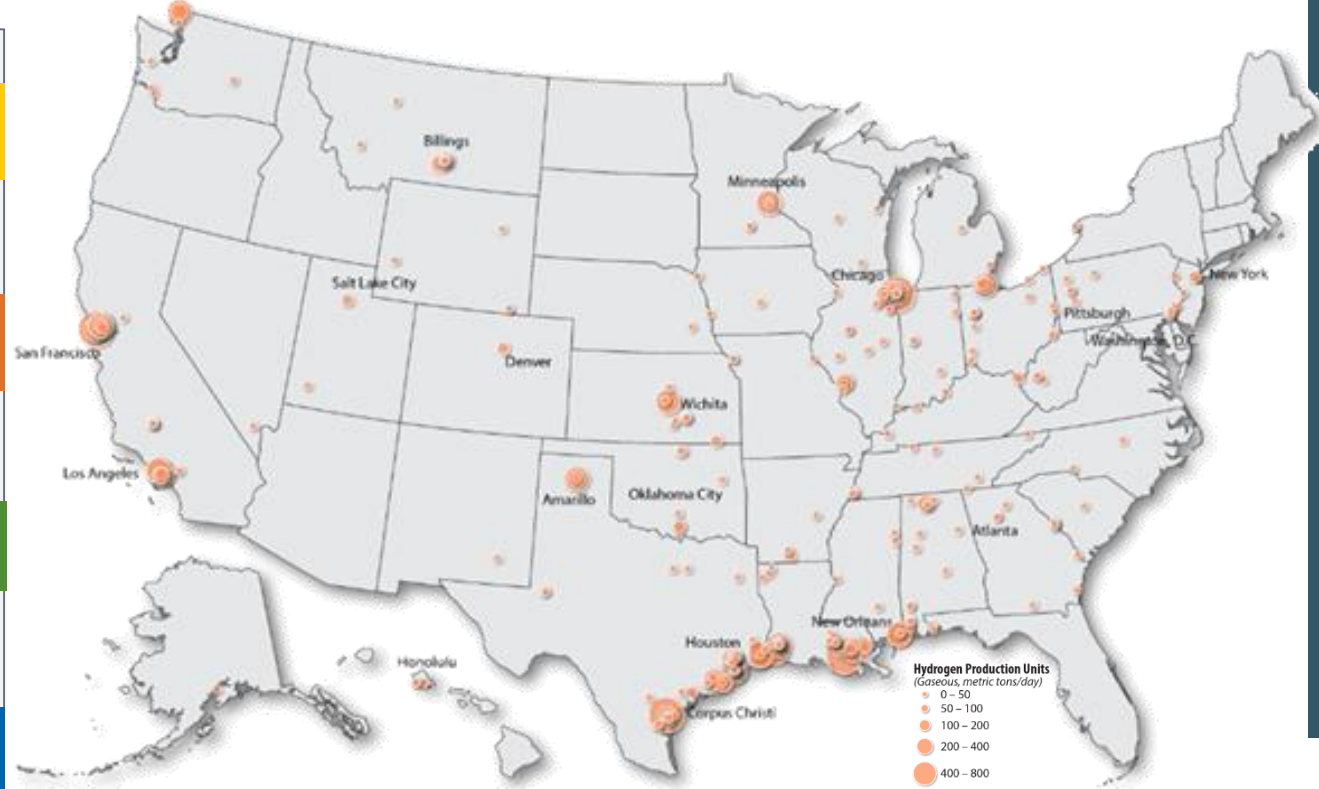 Billings
Minneapolis
Chicago
New York
Salt Lake City
Pittsburgh
Washington, D.C.
San Francisco
Denver
Wichita
Los Angeles
Amarillo
Oklahoma City
Atlanta
New Orleans
Houston
Honolulu
Corpus Christi
Hydrogen Production Units
(Gaseous, metric tons/day)
0 – 50
50 – 100
100 – 200
200 – 400
400 – 800